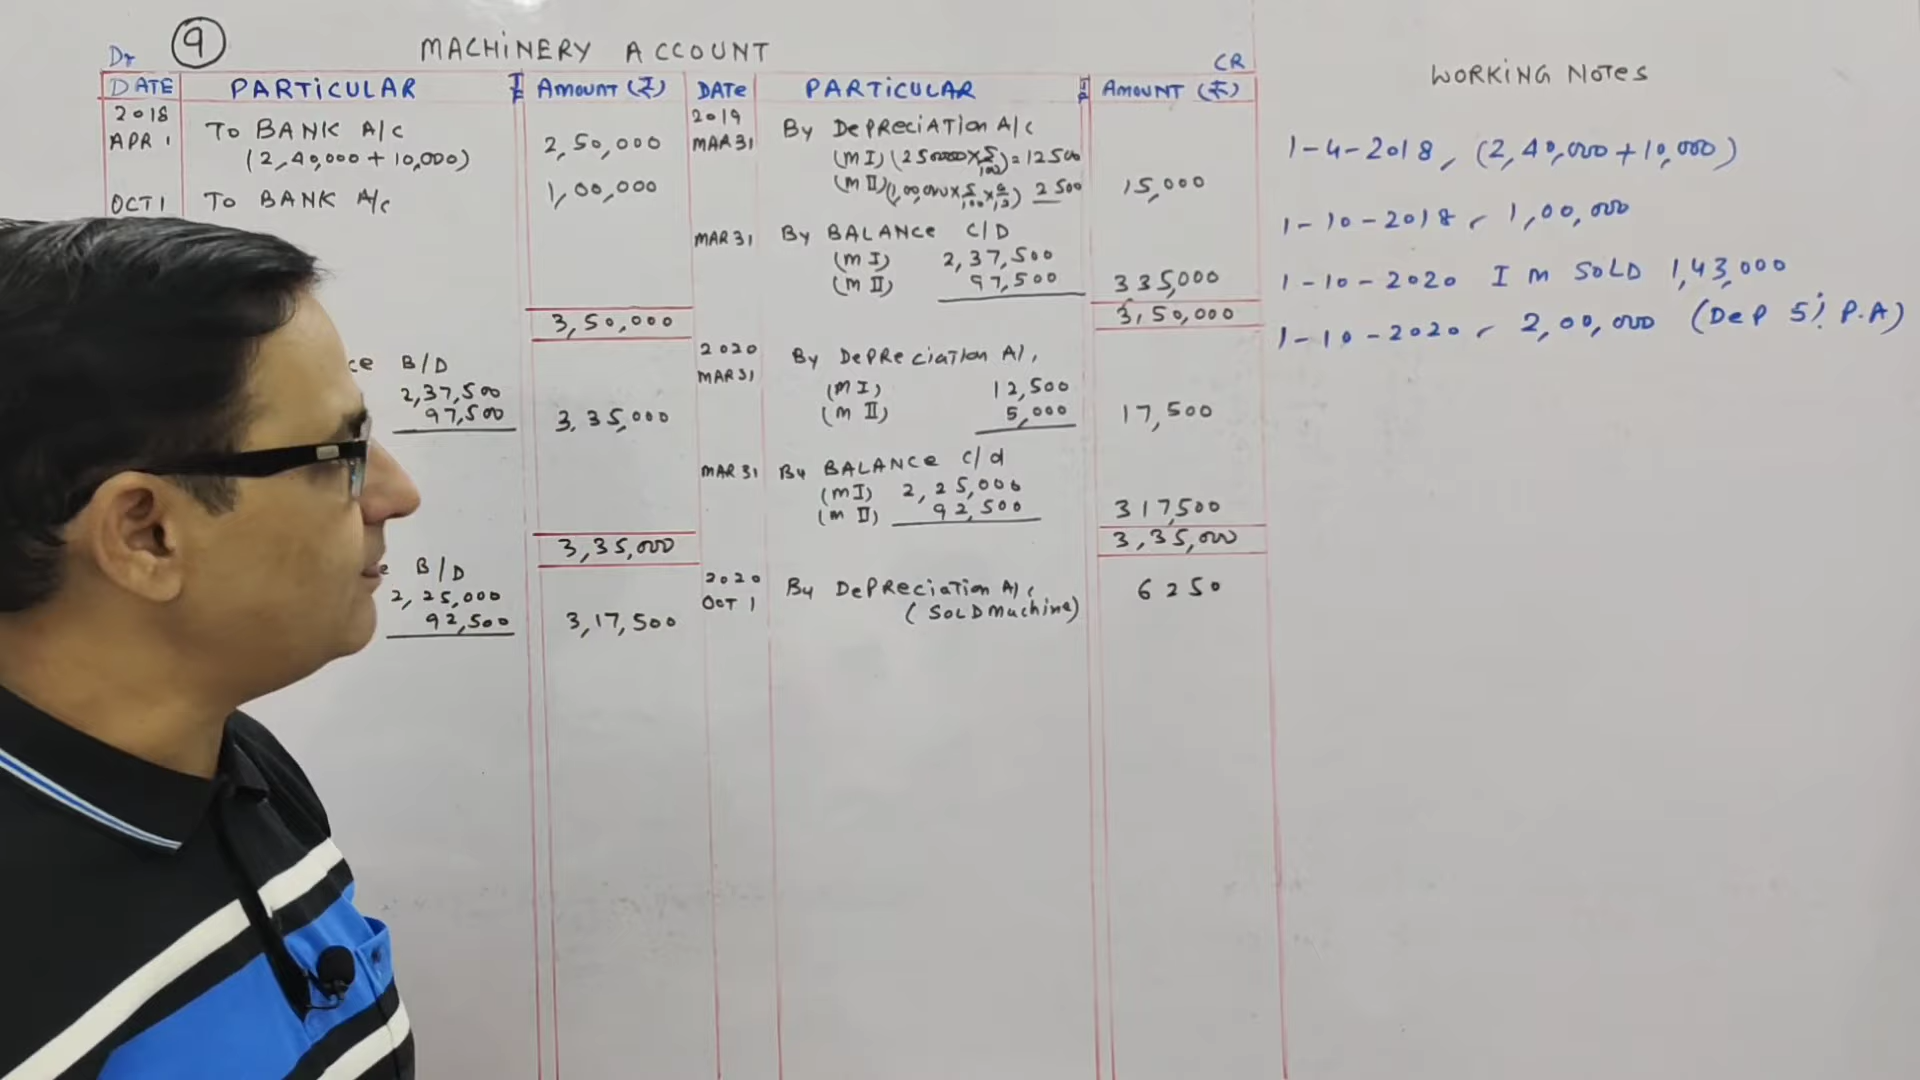 9
MACHINERY ACCOUNT
Dr
CR
DATE PARTICULAR Amount (₹) DATE PARTICULAR AMOUNT (₹)
2018
APR 1 To BANK A/c 2,50,000
(2,40,000 + 10,000)
OCT 1 To BANK A/c 1,00,000
3,50,000
ce B/D
2,37,500
97,500 3,35,000
3,35,000
e B/D
2,25,000
92,500 3,17,500
2019
MAR 31 By DePReciATion A/c
(m I) (250000 × 5/100) = 12500
(m II) (1,00,000 × 5/100 × 6/12) 2500 15,000
MAR 31 By BALANce C/D
(m I) 2,37,500
(m II) 97,500 335,000
3,50,000
2020
MAR 31 By DePReciaTion A/c
(m I) 12,500
(m II) 5,000 17,500
MAR 31 By BALANce c/d
(m I) 2,25,000
(m II) 92,500 317,500
3,35,000
2020
OCT 1 By DePReciaTion A/c 6250
(SoLD machine)
WORKING NoTeS
1-4-2018, (2,40,000 + 10,000)
1-10-2018, 1,00,000
1-10-2020 I m SoLD 1,43,000
1-10-2020, 2,00,000 (DeP 5% P.A)